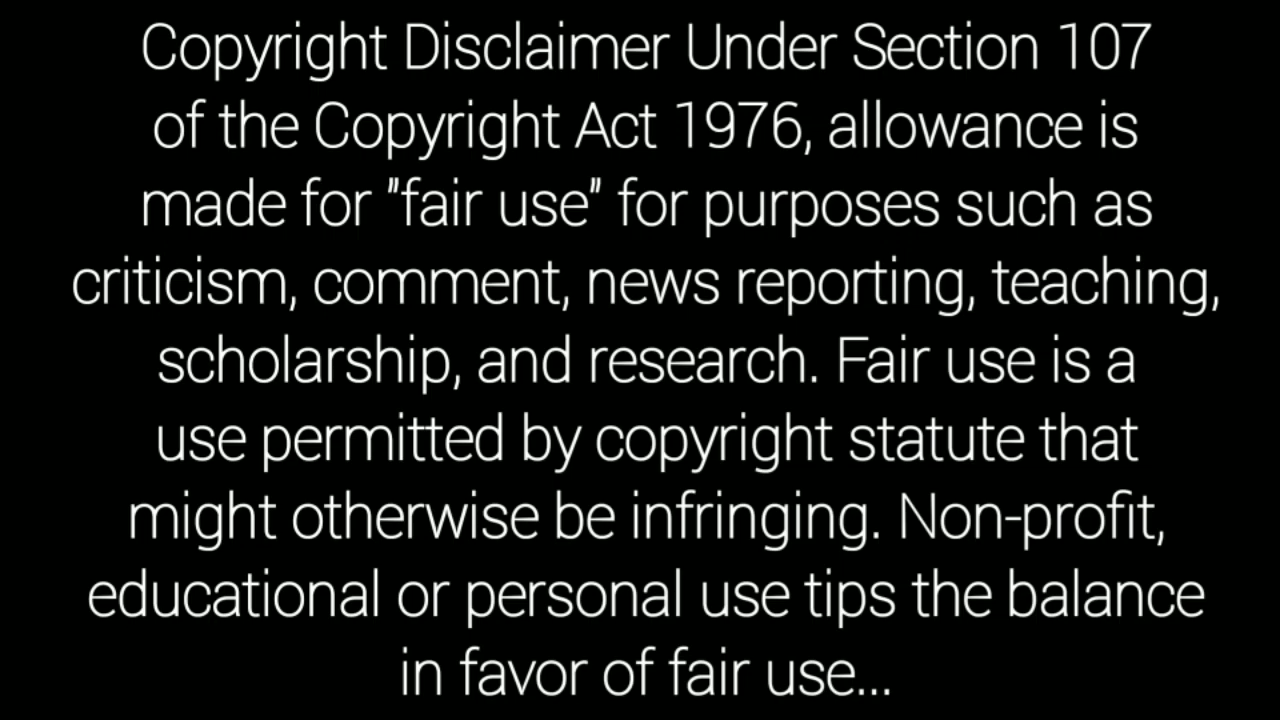 Copyright Disclaimer Under Section 107
of the Copyright Act 1976, allowance is
made for "fair use" for purposes such as
criticism, comment, news reporting, teaching,
scholarship, and research. Fair use is a
use permitted by copyright statute that
might otherwise be infringing. Non-profit,
educational or personal use tips the balance
in favor of fair use...